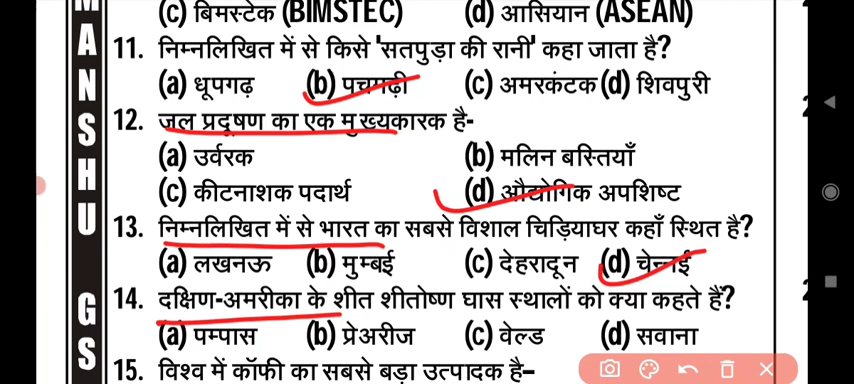 (c) बिमस्टेक (BIMSTEC) (d) आसियान (ASEAN)
11. निम्नलिखित में से किसे 'सतपुड़ा की रानी' कहा जाता है?
(a) धूपगढ़ (b) पचमढ़ी (c) अमरकंटक (d) शिवपुरी
12. जल प्रदूषण का एक मुख्यकारक है-
(a) उर्वरक (b) मलिन बस्तियाँ
(c) कीटनाशक पदार्थ (d) औद्योगिक अपशिष्ट
13. निम्नलिखित में से भारत का सबसे विशाल चिड़ियाघर कहाँ स्थित है?
(a) लखनऊ (b) मुम्बई (c) देहरादून (d) चेन्नई
14. दक्षिण-अमरीका के शीत शीतोष्ण घास स्थालों को क्या कहते हैं?
(a) पम्पास (b) प्रेअरीज (c) वेल्ड (d) सवाना
15. विश्व में कॉफी का सबसे बड़ा उत्पादक है–
MANSHU GS